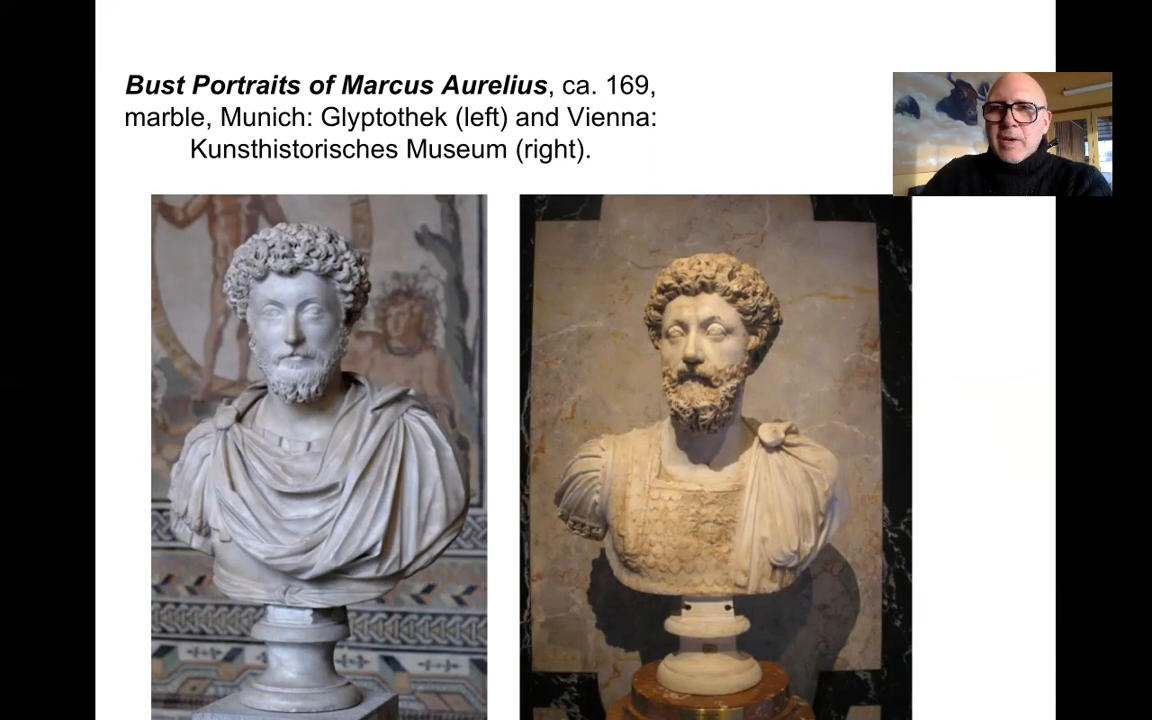 Bust Portraits of Marcus Aurelius, ca. 169,
marble, Munich: Glyptothek (left) and Vienna:
Kunsthistorisches Museum (right).